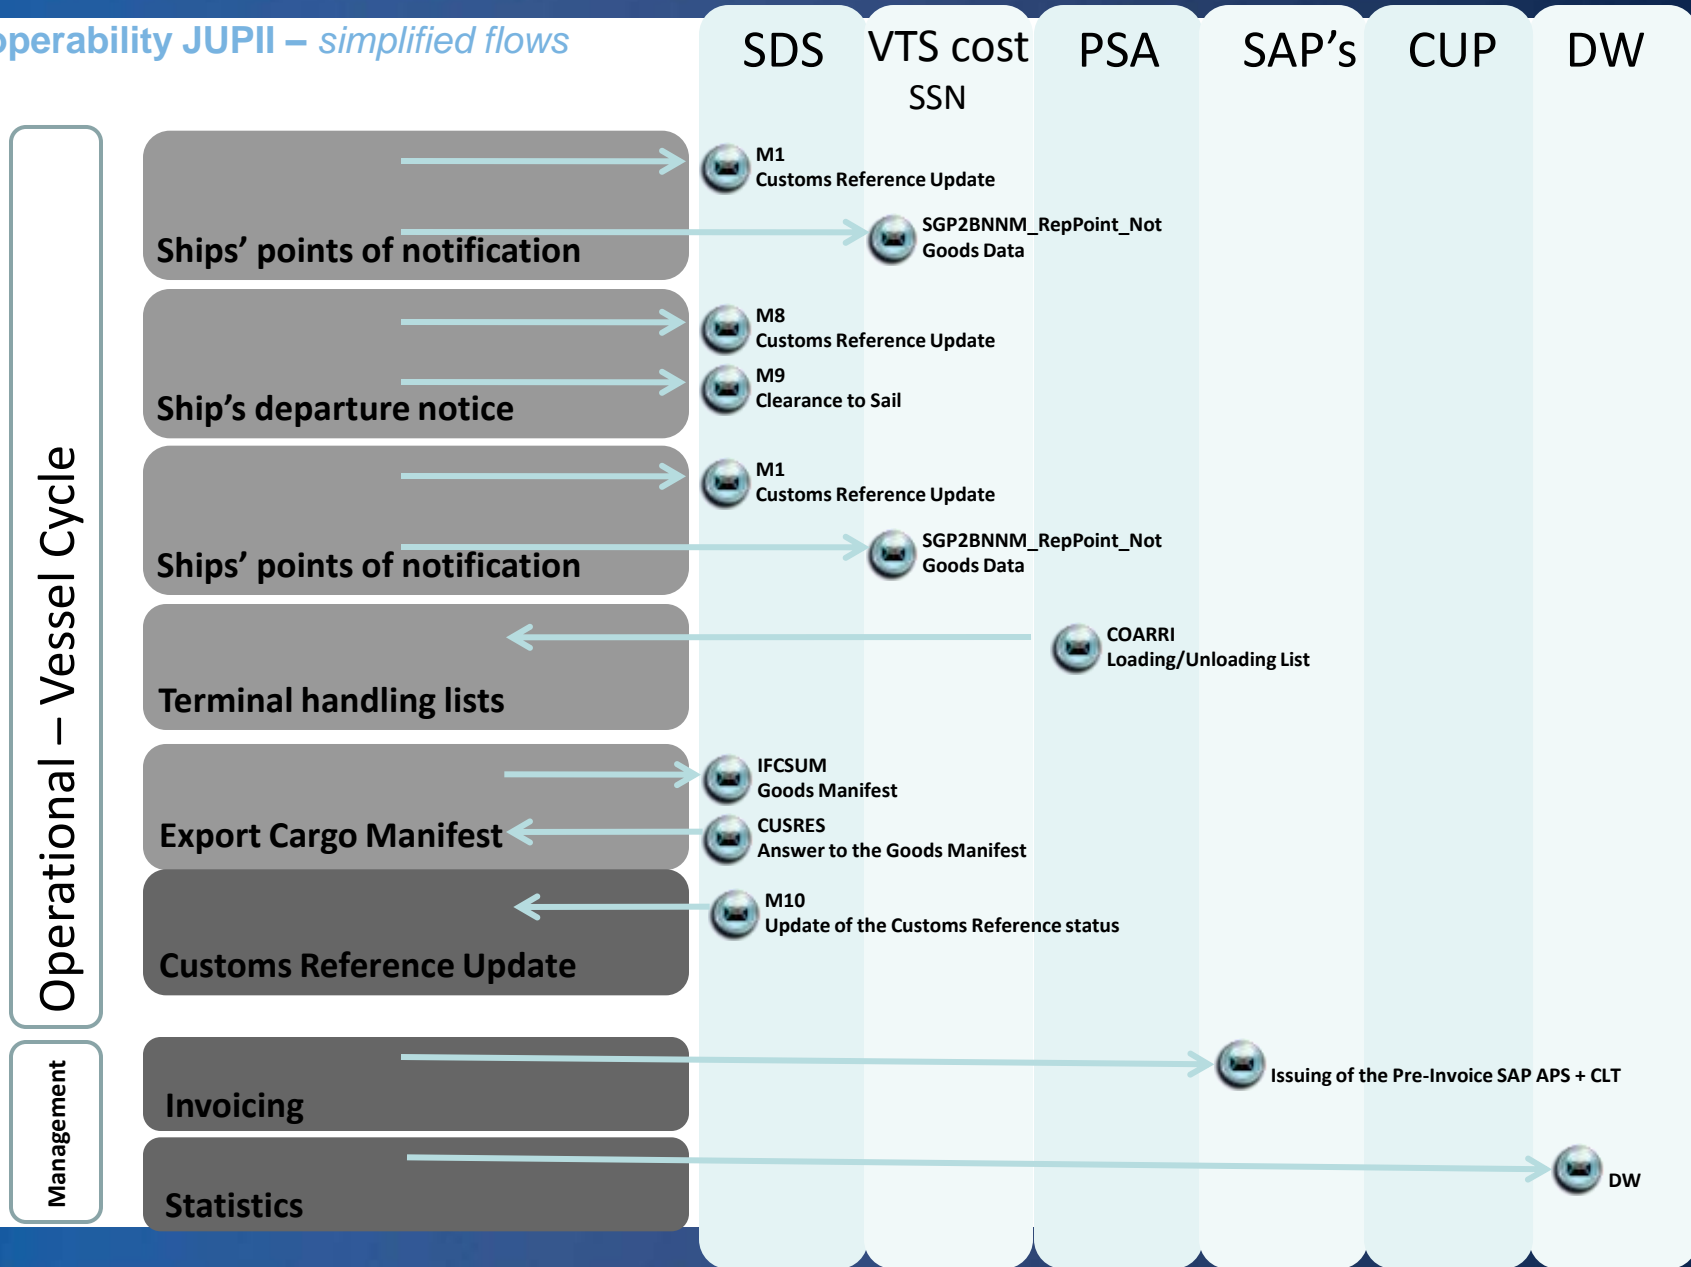 operability JUPII – simplified flows
SDS
VTS cost
SSN
PSA
SAP's
CUP
DW
Operational – Vessel Cycle
M1
Customs Reference Update
SGP2BNNM_RepPoint_Not
Goods Data
Ships' points of notification
M8
Customs Reference Update
M9
Clearance to Sail
Ship's departure notice
M1
Customs Reference Update
SGP2BNNM_RepPoint_Not
Goods Data
Ships' points of notification
COARRI
Loading/Unloading List
Terminal handling lists
IFCSUM
Goods Manifest
CUSRES
Answer to the Goods Manifest
Export Cargo Manifest
M10
Update of the Customs Reference status
Customs Reference Update
Management
Issuing of the Pre-Invoice SAP APS + CLT
Invoicing
DW
Statistics